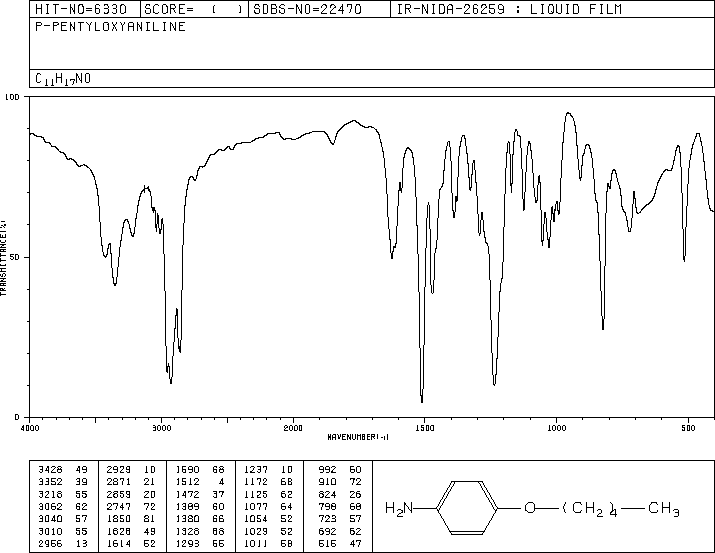 HIT-NO=6330 SCORE= ( ) SDBS-NO=22470 IR-NIDA-26259 : LIQUID FILM
P-PENTYLOXYANILINE
C11H17NO
100
50
0
TRANSMITTANCE(%)
4000 3000 2000 1500 1000 500
WAVENUMBER(-1)
3428 49 2929 10 1590 68 1237 10 992 60
3352 39 2871 21 1512 4 1172 68 910 72
3218 55 2859 20 1472 37 1125 62 824 26
3062 62 2747 72 1389 60 1077 64 798 68
3040 57 1850 81 1380 66 1054 52 723 57
3010 55 1628 49 1328 68 1029 52 692 62
2956 13 1614 52 1293 55 1011 58 515 47
H2N O (CH2)4 CH3